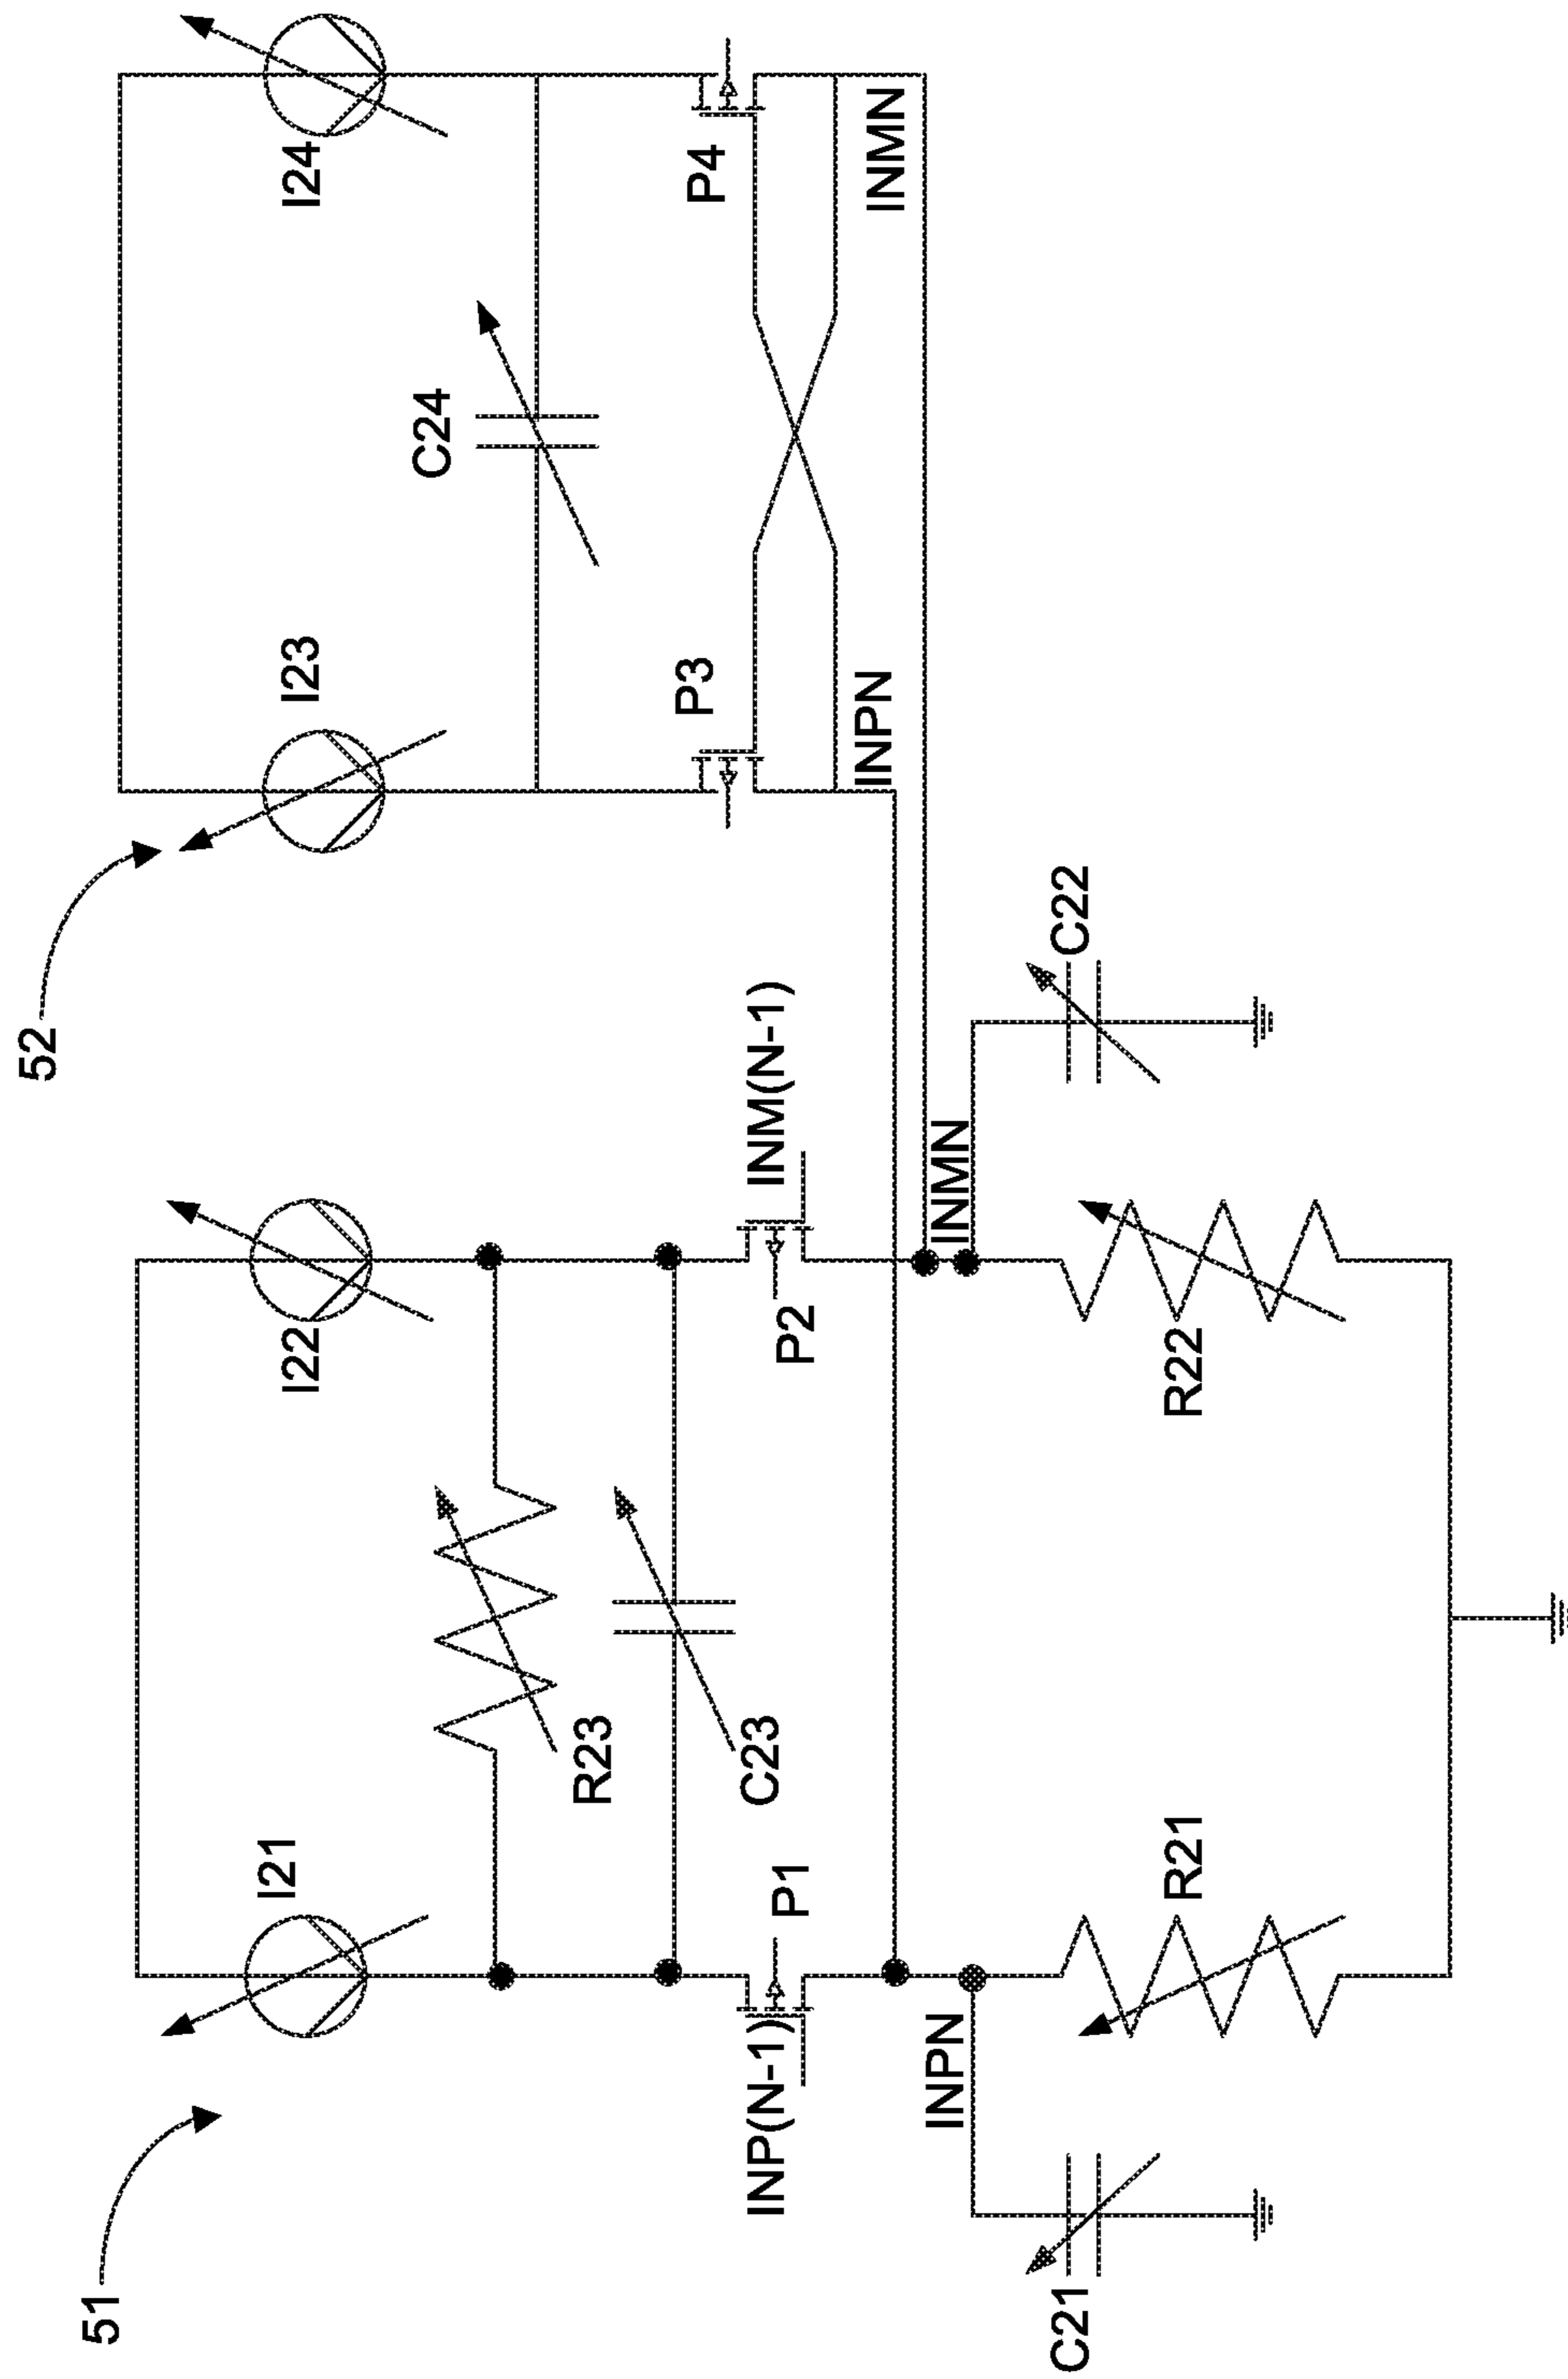 51
52
I21
I22
I23
I24
R23
C23
C24
INP(N-1)
P1
P2
INM(N-1)
P3
P4
INPN
INMN
INPN
INMN
C21
R21
R22
C22